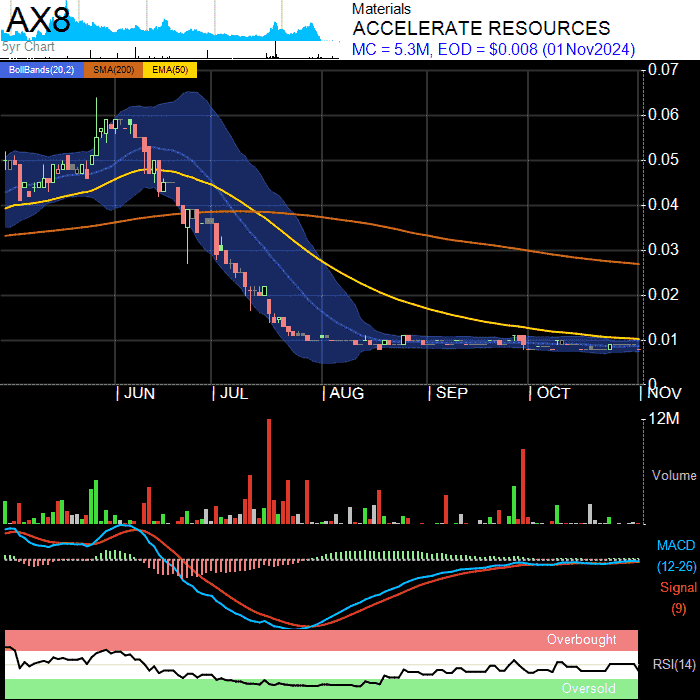 AX8
5yr Chart
Materials
ACCELERATE RESOURCES
MC = 5.3M, EOD = $0.008 (01Nov2024)
BollBands(20,2) SMA(200) EMA(50)
0.07
0.06
0.05
0.04
0.03
0.02
0.01
0
| JUN | JUL | AUG | SEP | OCT | NOV
12M
Volume
MACD
(12-26)
Signal
(9)
Overbought
RSI(14)
Oversold